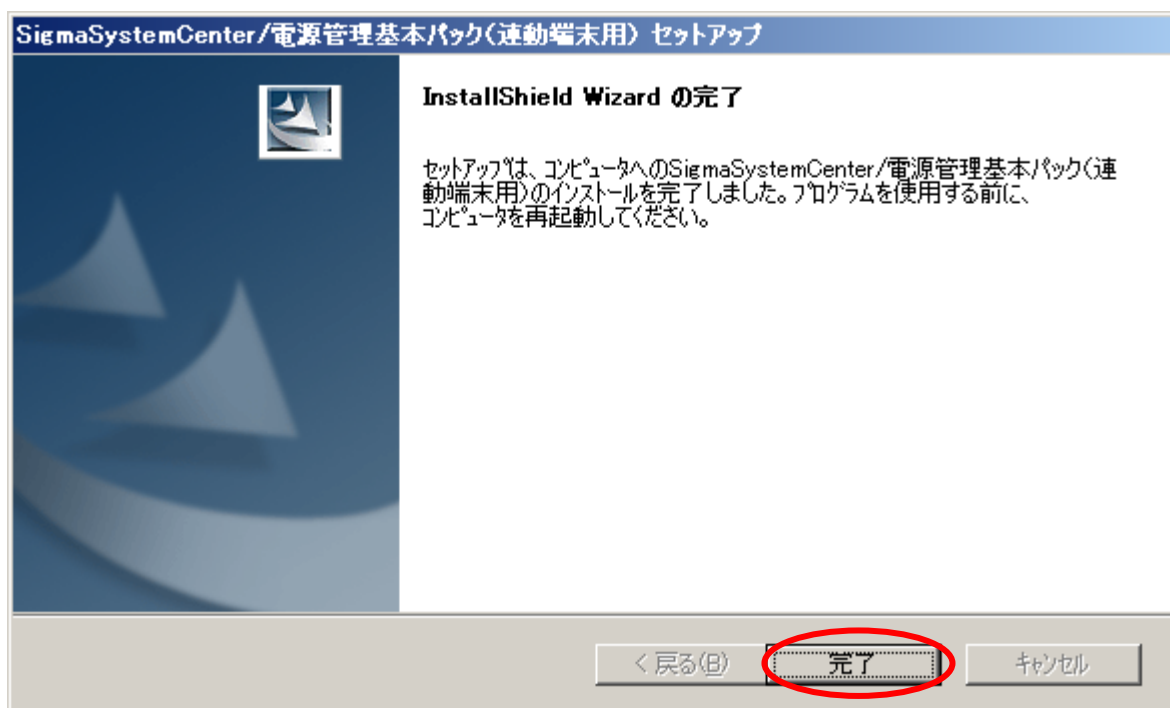 SigmaSystemCenter/電源管理基本パック(連動端末用) セットアップ
InstallShield Wizard の完了
セットアップは、コンピュータへのSigmaSystemCenter/電源管理基本パック(連
動端末用)のインストールを完了しました。プログラムを使用する前に、
コンピュータを再起動してください。
< 戻る(B)
完了
キャンセル